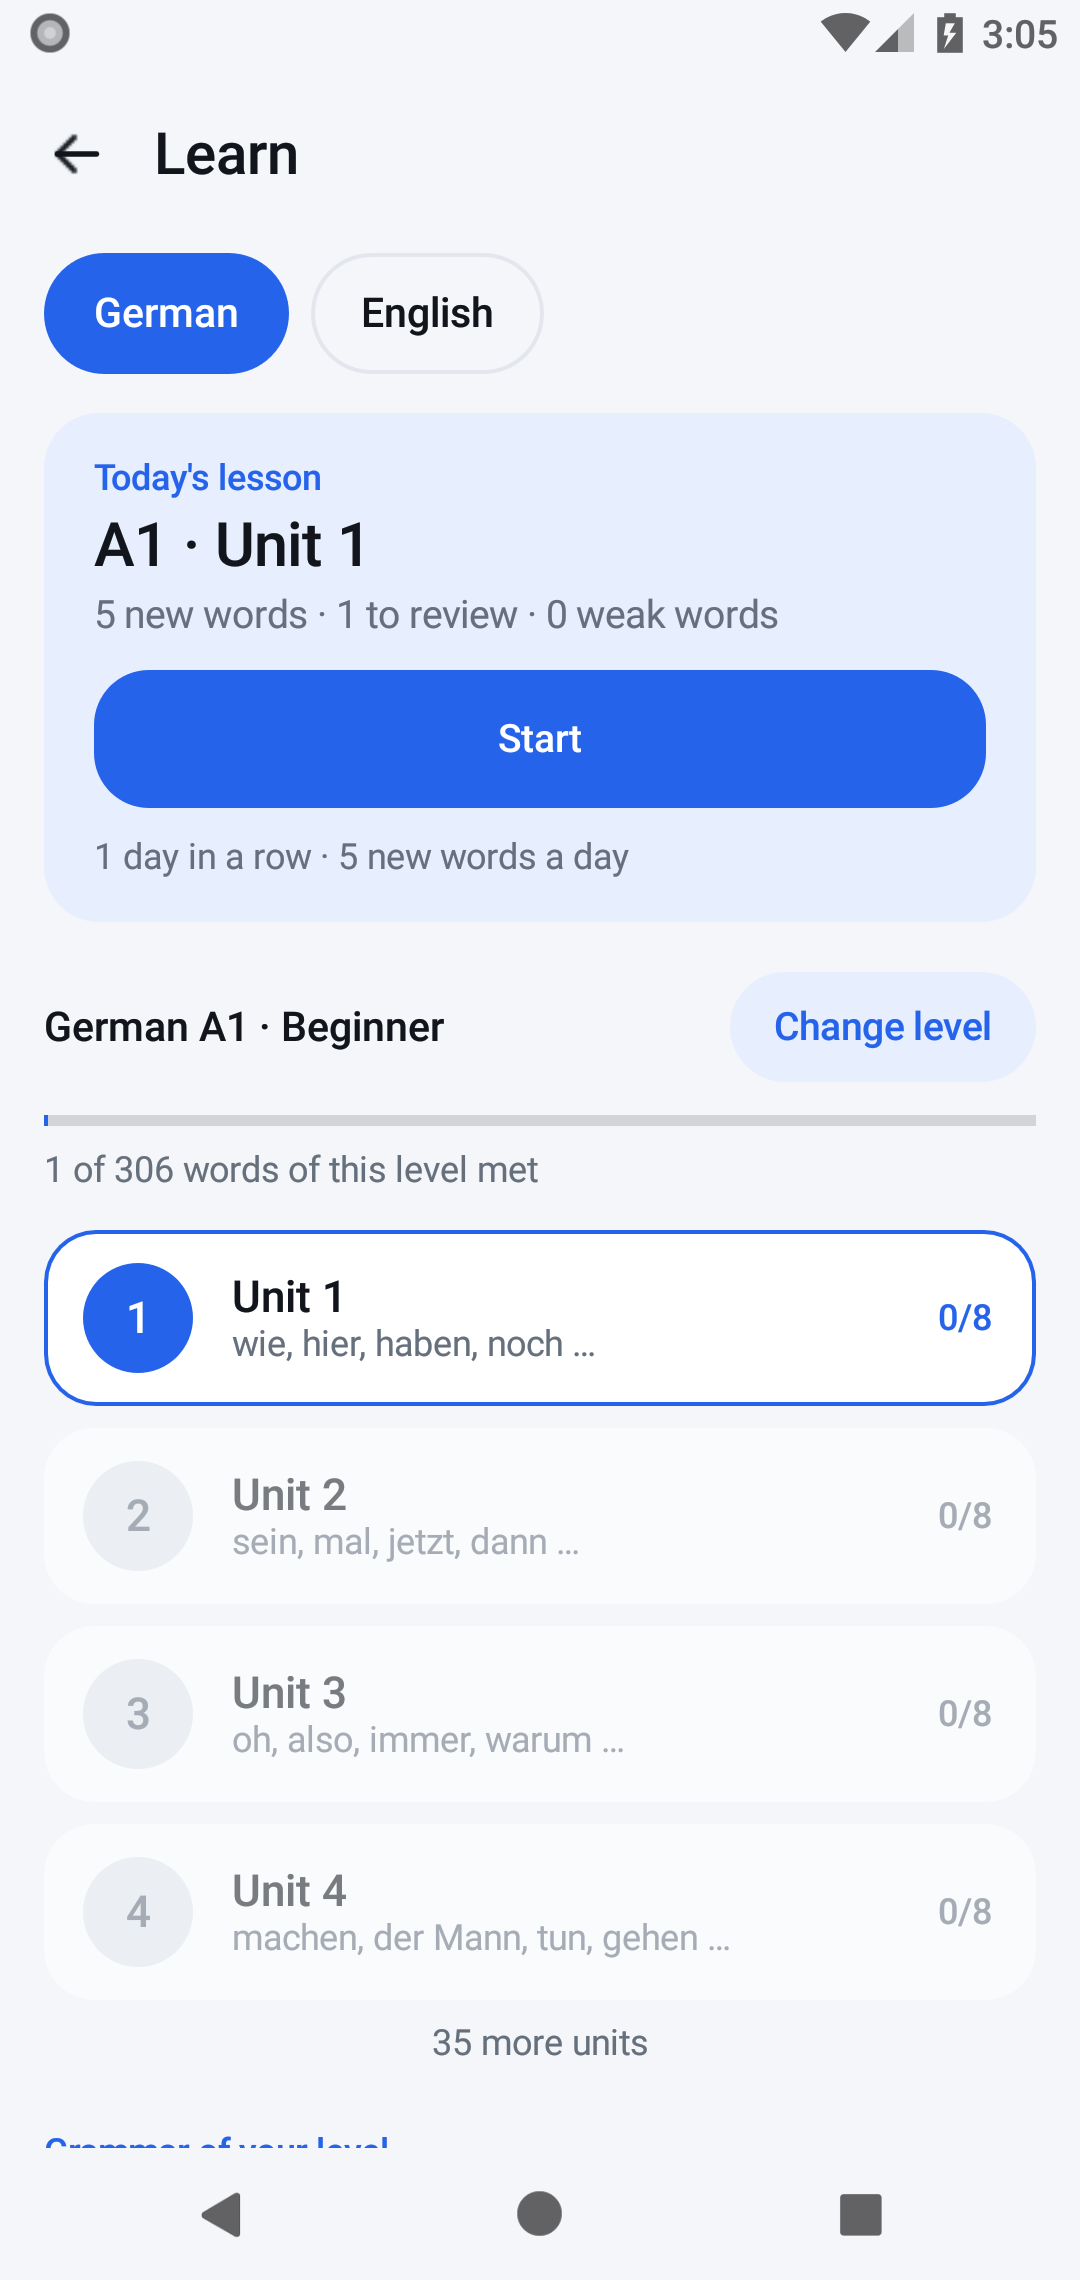 3:05
Learn
German
English
Today's lesson
A1 · Unit 1
5 new words · 1 to review · 0 weak words
Start
1 day in a row · 5 new words a day
German A1 · Beginner
Change level
1 of 306 words of this level met
1
Unit 1
wie, hier, haben, noch ...
0/8
2
Unit 2
sein, mal, jetzt, dann ...
0/8
3
Unit 3
oh, also, immer, warum ...
0/8
4
Unit 4
machen, der Mann, tun, gehen ...
0/8
35 more units
Grammar of your level